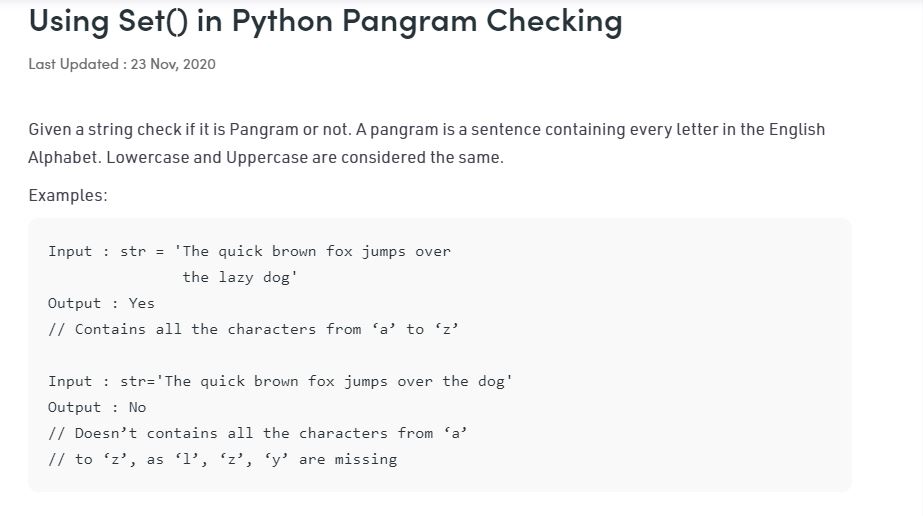 Using Set() in Python Pangram Checking
Last Updated : 23 Nov, 2020
Given a string check if it is Pangram or not. A pangram is a sentence containing every letter in the English
Alphabet. Lowercase and Uppercase are considered the same.
Examples:
Input : str = 'The quick brown fox jumps over
the lazy dog'
Output : Yes
// Contains all the characters from ‘a’ to ‘z’
Input : str='The quick brown fox jumps over the dog'
Output : No
// Doesn’t contains all the characters from ‘a’
// to ‘z’, as ‘l’, ‘z’, ‘y’ are missing